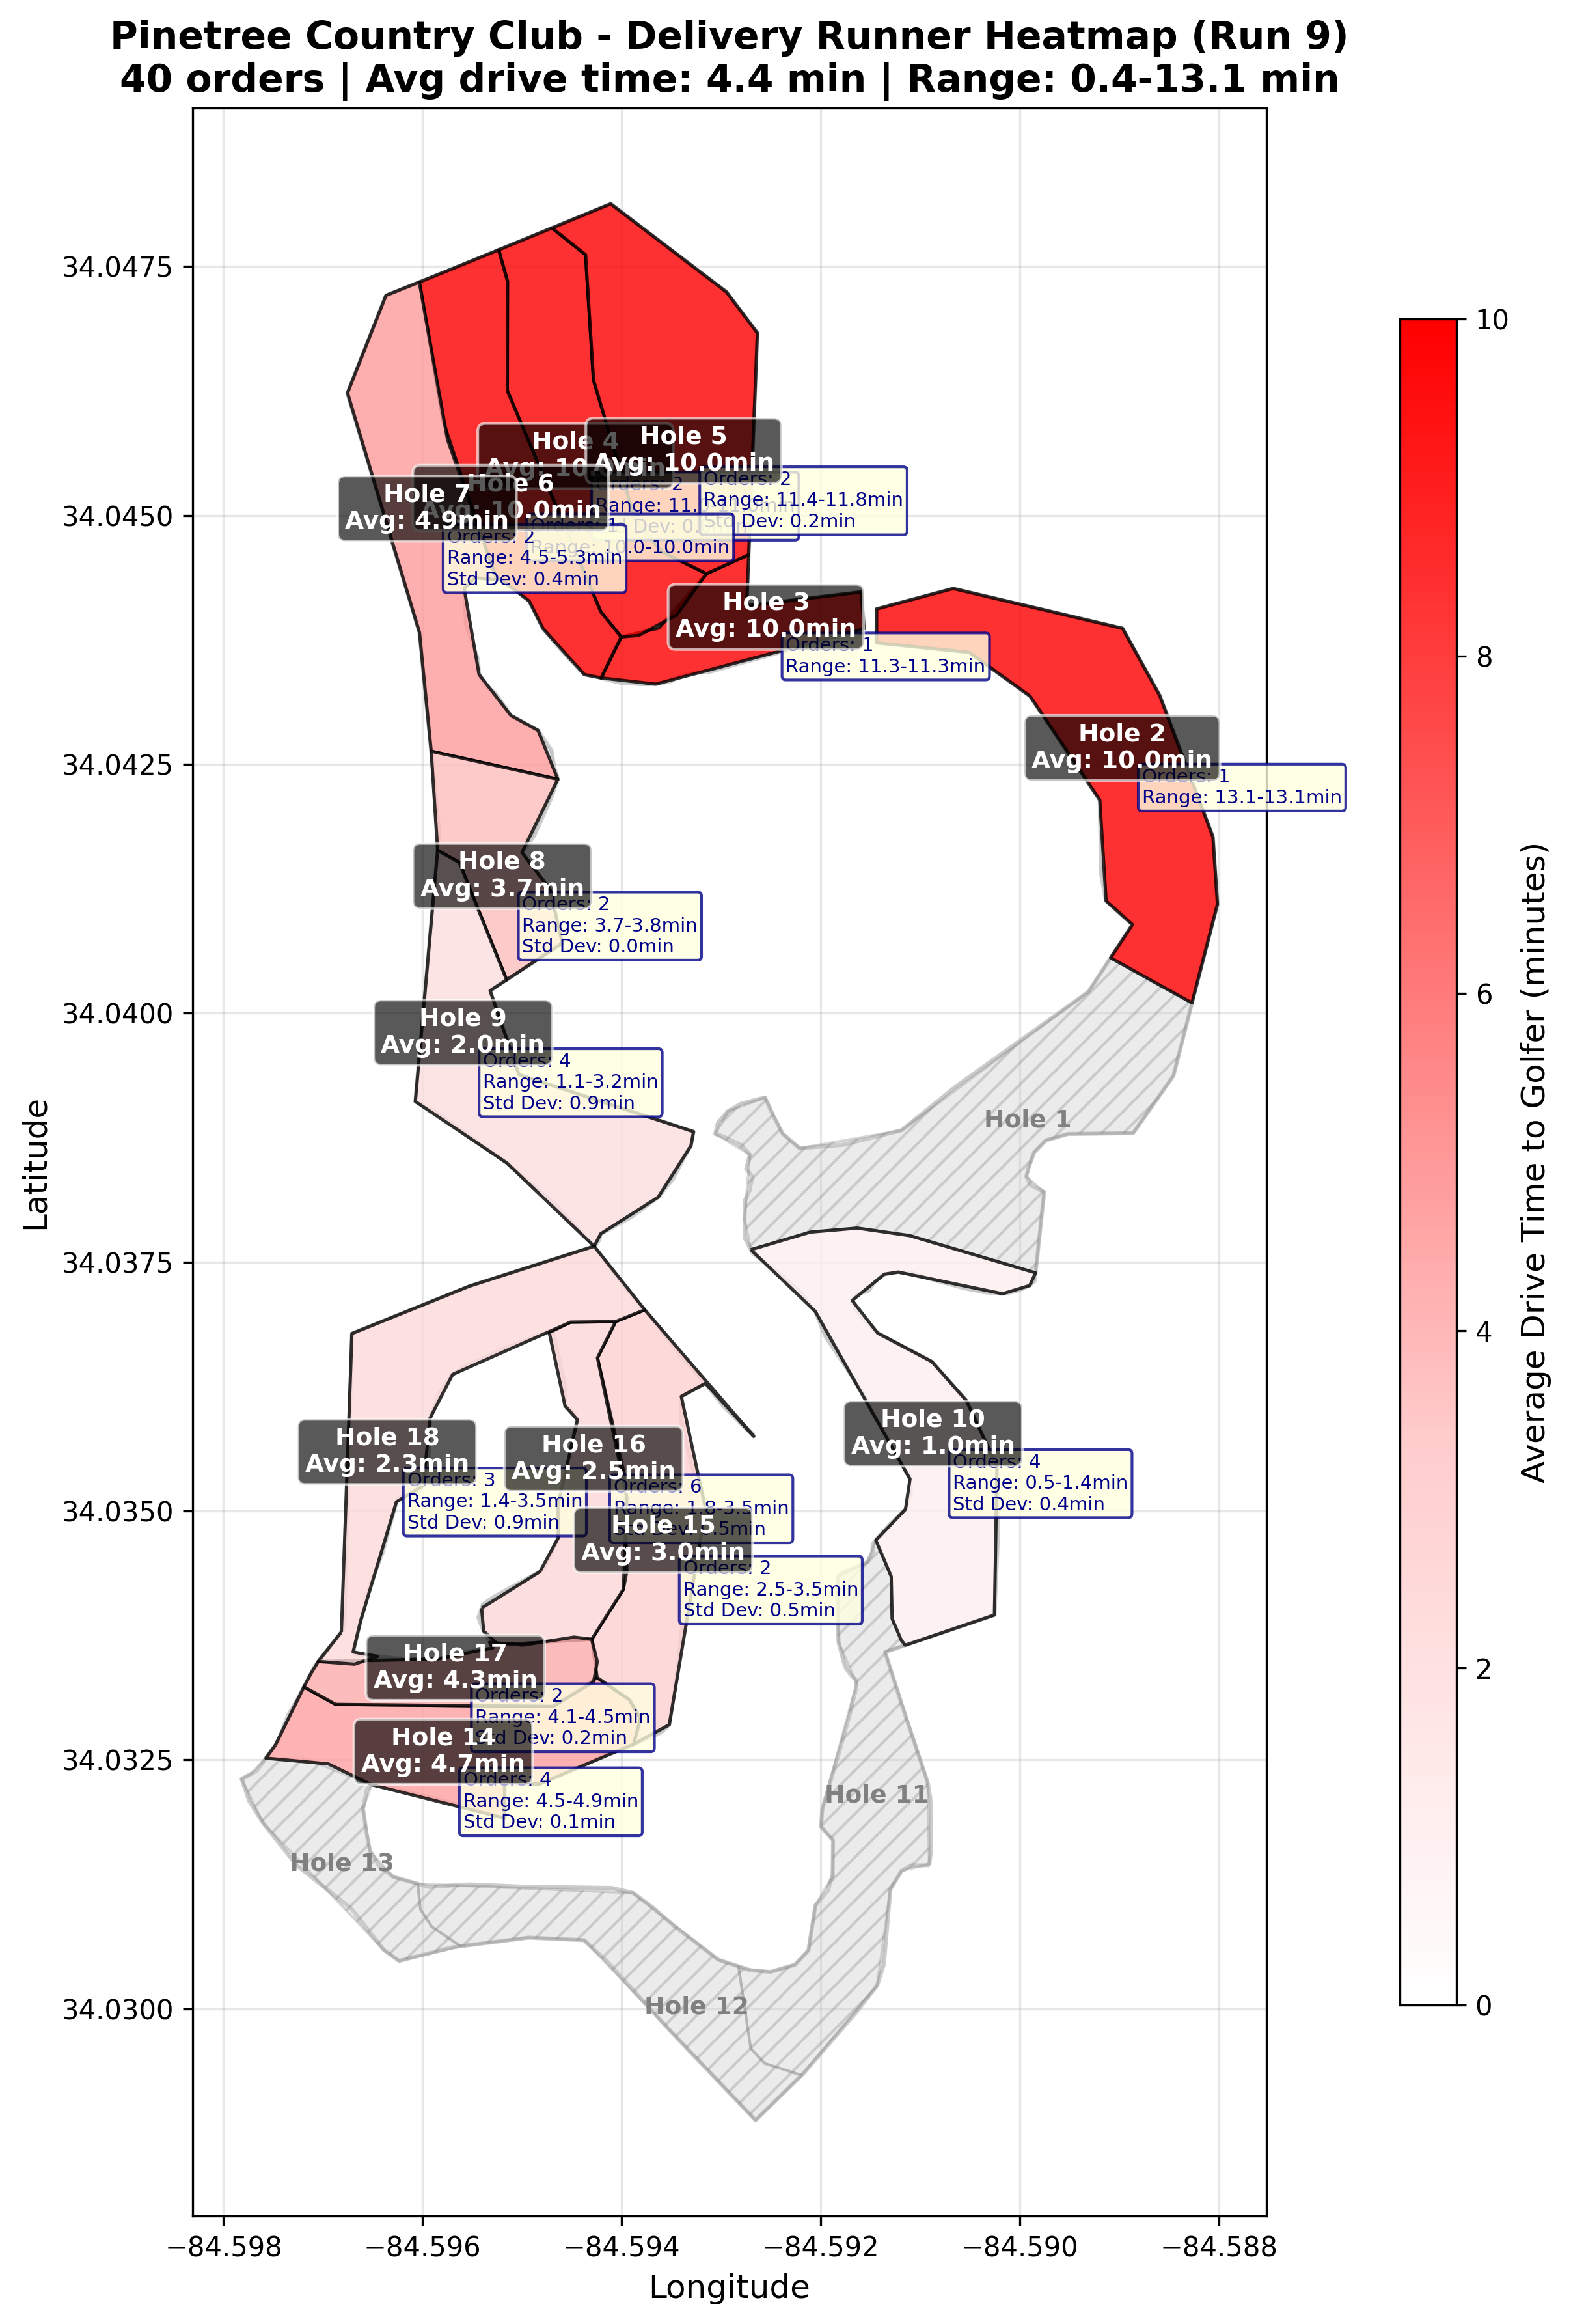 Pinetree Country Club - Delivery Runner Heatmap (Run 9)
40 orders | Avg drive time: 4.4 min | Range: 0.4-13.1 min
34.0475
34.0450
34.0425
34.0400
34.0375
34.0350
34.0325
34.0300
Latitude
−84.598
−84.596
−84.594
−84.592
−84.590
−84.588
Longitude
10
8
6
4
2
0
Average Drive Time to Golfer (minutes)
Hole 4
Avg: 10.
Hole 5
Avg: 10.0min
Orders: 2
Range: 11.4-11.8min
Std Dev: 0.2min
Hole 6
Avg: 10.0min
Orders: 1
Range: 10.0-10.0min
Hole 7
Avg: 4.9min
Orders: 2
Range: 4.5-5.3min
Std Dev: 0.4min
Hole 3
Avg: 10.0min
Orders: 1
Range: 11.3-11.3min
Hole 2
Avg: 10.0min
Orders: 1
Range: 13.1-13.1min
Hole 8
Avg: 3.7min
Orders: 2
Range: 3.7-3.8min
Std Dev: 0.0min
Hole 9
Avg: 2.0min
Orders: 4
Range: 1.1-3.2min
Std Dev: 0.9min
Hole 1
Hole 10
Avg: 1.0min
Orders: 4
Range: 0.5-1.4min
Std Dev: 0.4min
Hole 18
Avg: 2.3min
Orders: 3
Range: 1.4-3.5min
Std Dev: 0.9min
Hole 16
Avg: 2.5min
Orders: 6
Range: 1.8-3.5min
Hole 15
Avg: 3.0min
Orders: 2
Range: 2.5-3.5min
Std Dev: 0.5min
Hole 17
Avg: 4.3min
Orders: 2
Range: 4.1-4.5min
Std Dev: 0.2min
Hole 14
Avg: 4.7min
Orders: 4
Range: 4.5-4.9min
Std Dev: 0.1min
Hole 11
Hole 13
Hole 12